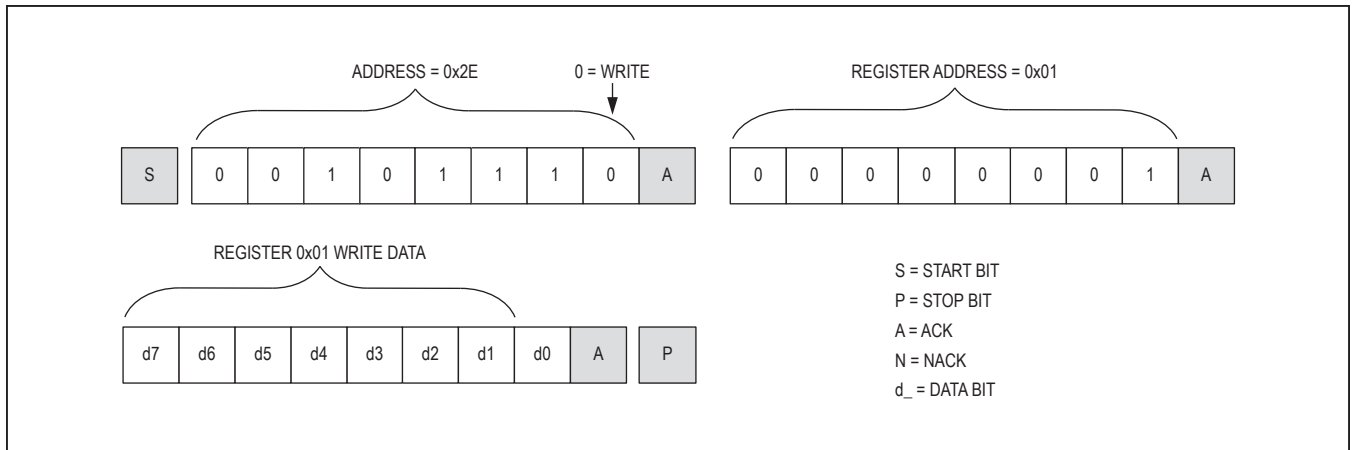 ADDRESS = 0x2E 0 = WRITE REGISTER ADDRESS = 0x01
S 0 0 1 0 1 1 1 0 A 0 0 0 0 0 0 0 1 A
REGISTER 0x01 WRITE DATA
d7 d6 d5 d4 d3 d2 d1 d0 A P
S = START BIT
P = STOP BIT
A = ACK
N = NACK
d_ = DATA BIT